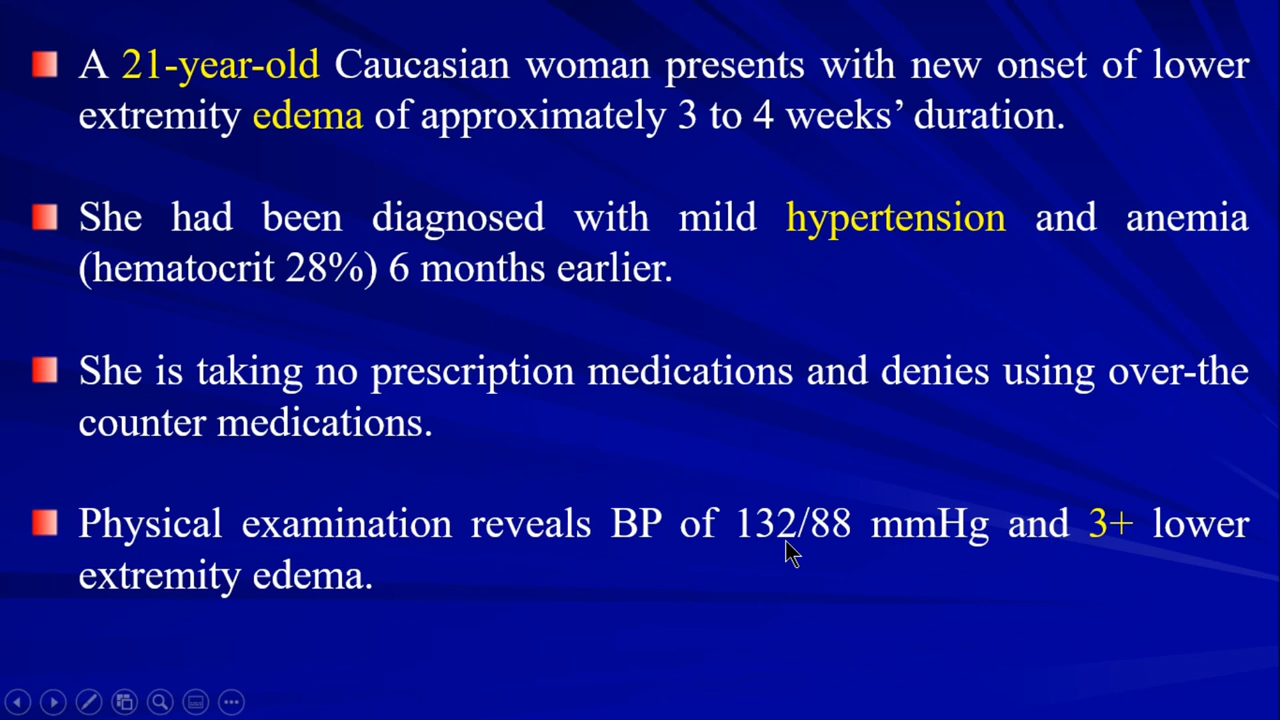 A 21-year-old Caucasian woman presents with new onset of lower
extremity edema of approximately 3 to 4 weeks’ duration.
She had been diagnosed with mild hypertension and anemia
(hematocrit 28%) 6 months earlier.
She is taking no prescription medications and denies using over-the
counter medications.
Physical examination reveals BP of 132/88 mmHg and 3+ lower
extremity edema.